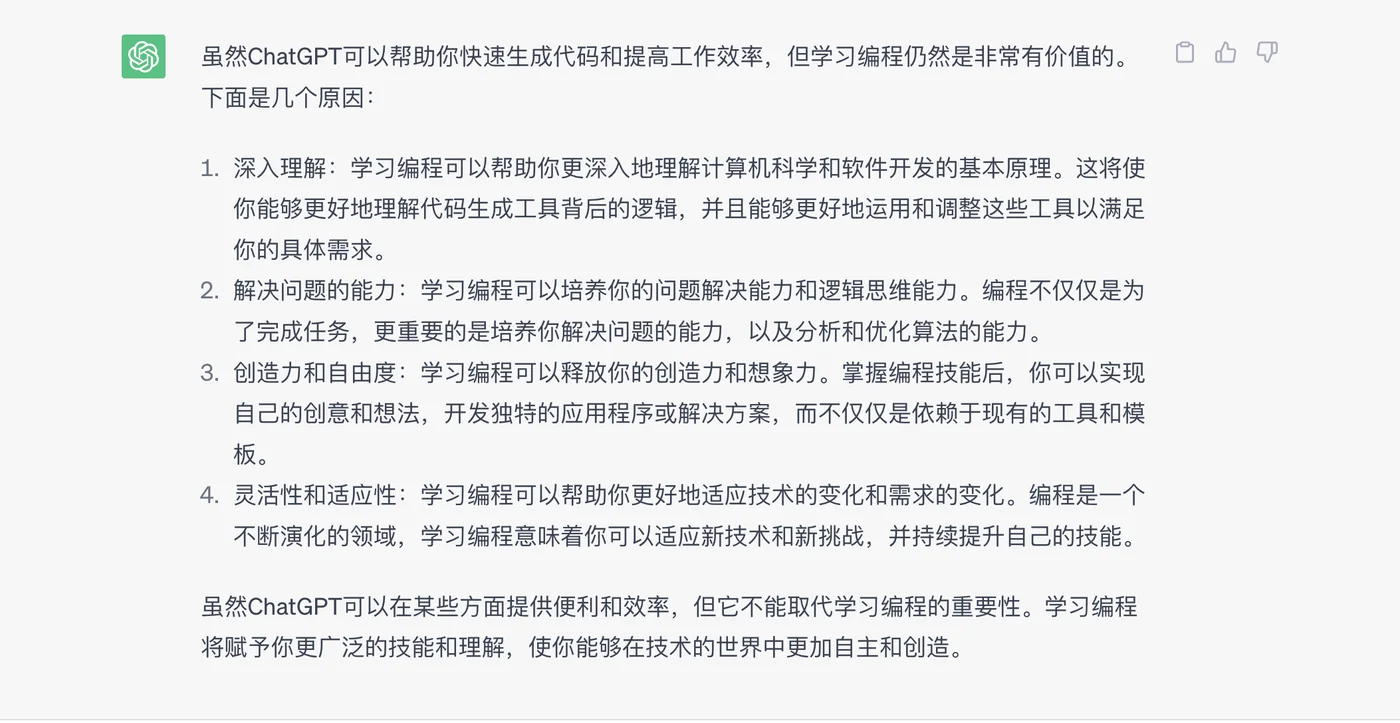 虽然ChatGPT可以帮助你快速生成代码和提高工作效率，但学习编程仍然是非常有价值的。
下面是几个原因：
1. 深入理解：学习编程可以帮助你更深入地理解计算机科学和软件开发的基本原理。这将使
你能够更好地理解代码生成工具背后的逻辑，并且能够更好地运用和调整这些工具以满足
你的具体需求。
2. 解决问题的能力：学习编程可以培养你的问题解决能力和逻辑思维能力。编程不仅仅是为
了完成任务，更重要的是培养你解决问题的能力，以及分析和优化算法的能力。
3. 创造力和自由度：学习编程可以释放你的创造力和想象力。掌握编程技能后，你可以实现
自己的创意和想法，开发独特的应用程序或解决方案，而不仅仅是依赖于现有的工具和模
板。
4. 灵活性和适应性：学习编程可以帮助你更好地适应技术的变化和需求的变化。编程是一个
不断演化的领域，学习编程意味着你可以适应新技术和新挑战，并持续提升自己的技能。
虽然ChatGPT可以在某些方面提供便利和效率，但它不能取代学习编程的重要性。学习编程
将赋予你更广泛的技能和理解，使你能够在技术的世界中更加自主和创造。